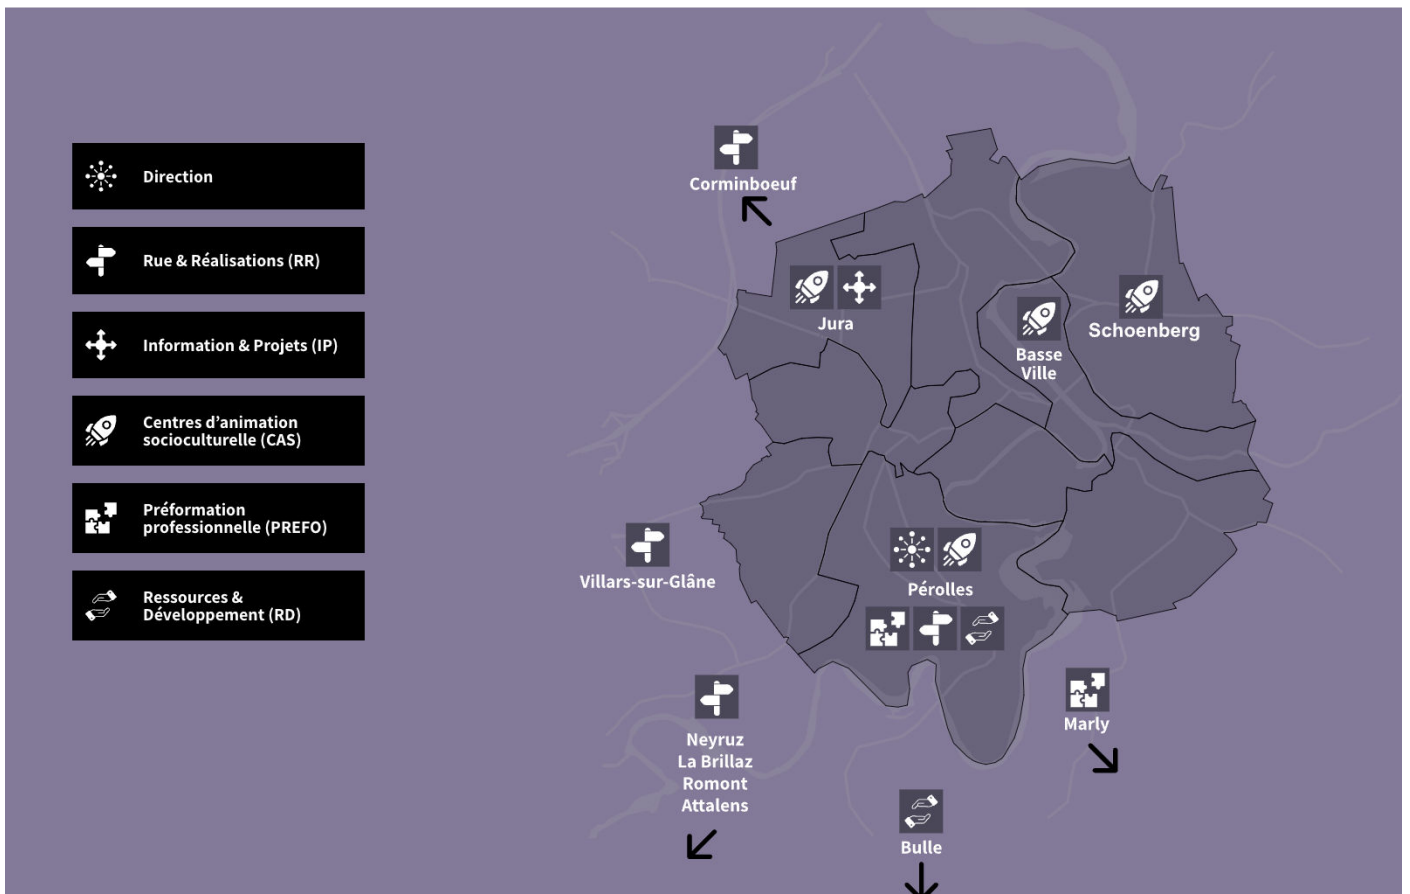 Direction
Rue & Réalisations (RR)
Information & Projets (IP)
Centres d’animation
socioculturelle (CAS)
Préformation
professionnelle (PREFO)
Ressources &
Développement (RD)
Corminboeuf
Jura
Basse
Ville
Schoenberg
Villars-sur-Glâne
Pérolles
Neyruz
La Brillaz
Romont
Attalens
Marly
Bulle